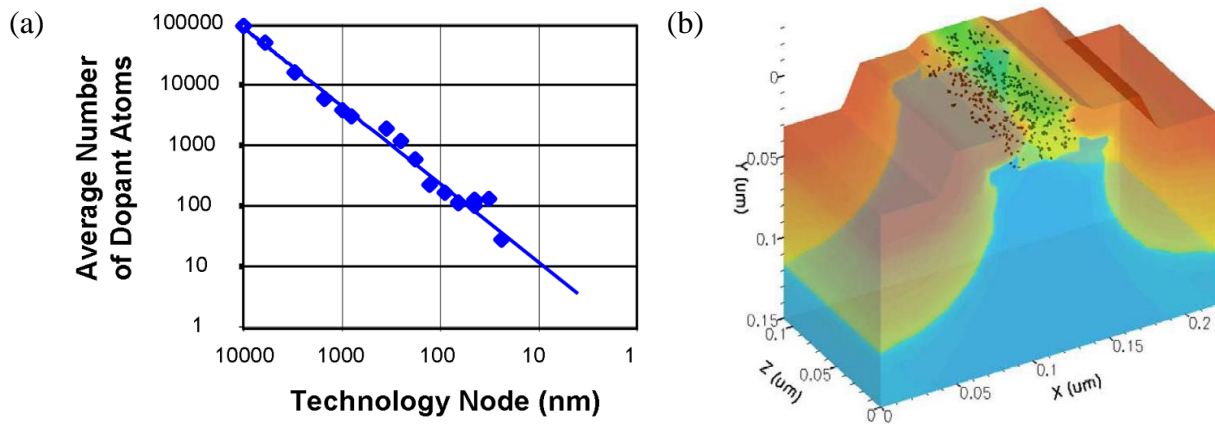 (a)
Average Number
of Dopant Atoms
100000
10000
1000
100
10
1
10000 1000 100 10 1
Technology Node (nm)
(b)
0
0.05
0.1
0.15
Y (um)
0.1
0.05
0
Z (um)
0
0.05
0.1
0.15
0.2
X (um)